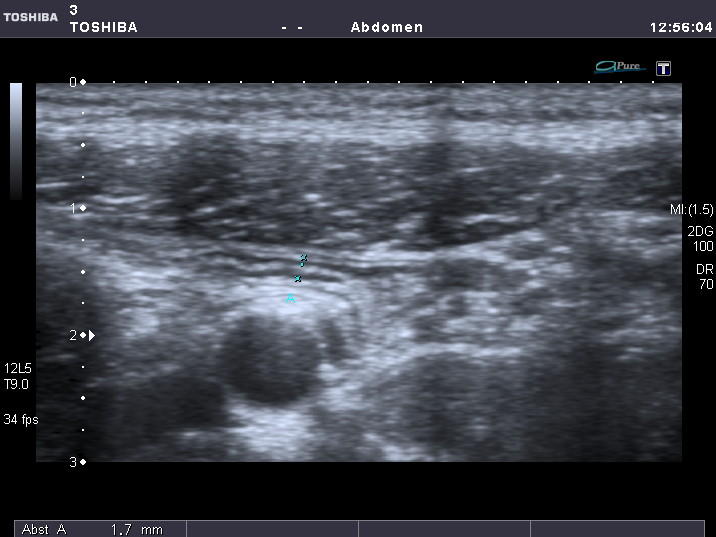 TOSHIBA
3
TOSHIBA - - Abdomen 12:56:04
Pure T
0
1
2
3
MI:(1.5)
2DG
100
DR
70
12L5
T9.0
34 fps
Abst A 1.7 mm